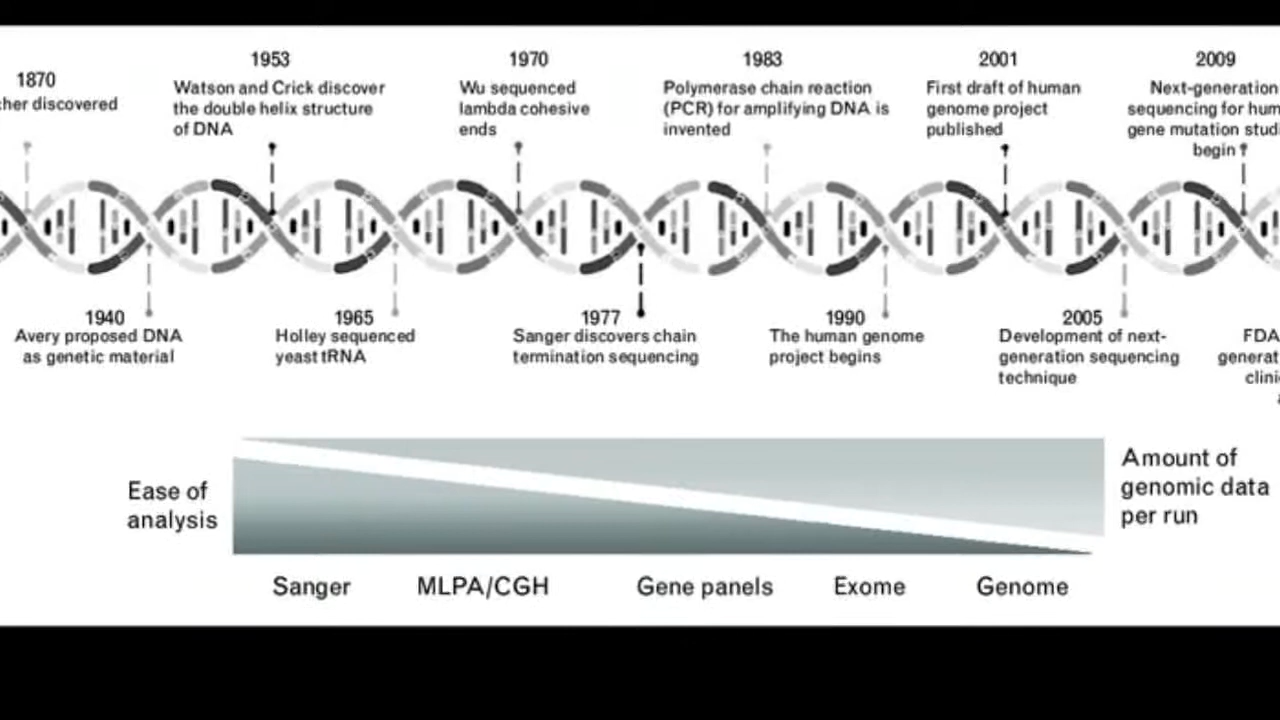 1870
cher discovered
1953
Watson and Crick discover
the double helix structure
of DNA
1970
Wu sequenced
lambda cohesive
ends
1983
Polymerase chain reaction
(PCR) for amplifying DNA is
invented
2001
First draft of human
genome project
published
2009
Next-generation
sequencing for hum
gene mutation stud
begin
1940
Avery proposed DNA
as genetic material
1965
Holley sequenced
yeast tRNA
1977
Sanger discovers chain
termination sequencing
1990
The human genome
project begins
2005
Development of next-
generation sequencing
technique
FDA
generat
clini
Ease of
analysis
Amount of
genomic data
per run
Sanger MLPA/CGH Gene panels Exome Genome